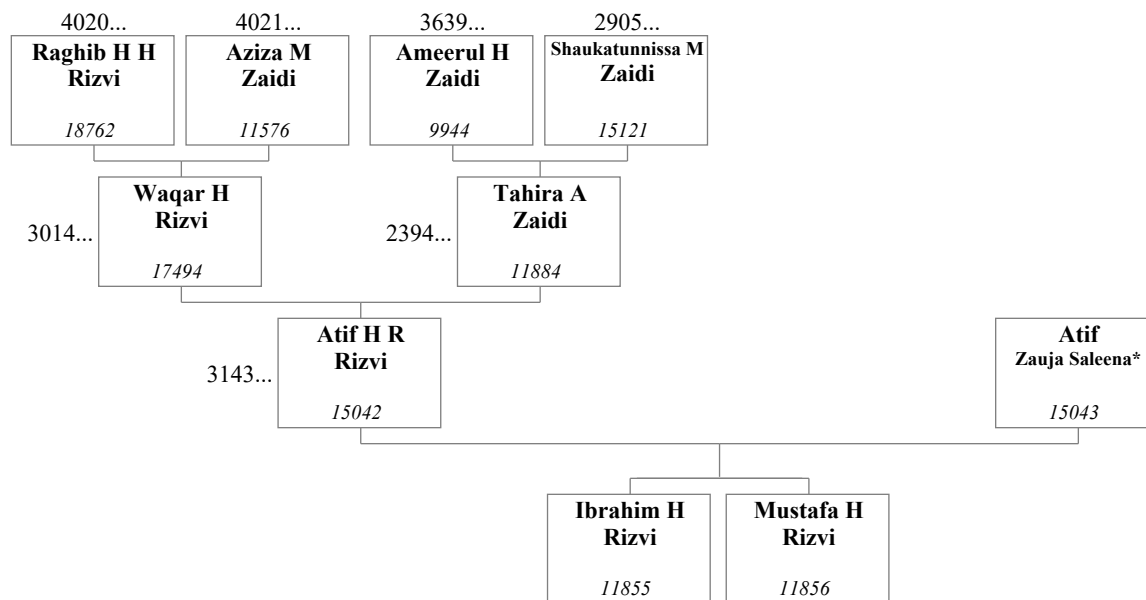 4020...
4021...
3639...
2905...
Raghib H H
Rizvi
18762
Aziza M
Zaidi
11576
Ameerul H
Zaidi
9944
Shaukatunnissa M
Zaidi
15121
3014...
Waqar H
Rizvi
17494
2394...
Tahira A
Zaidi
11884
3143...
Atif H R
Rizvi
15042
Atif
Zauja Saleena*
15043
Ibrahim H
Rizvi
11855
Mustafa H
Rizvi
11856